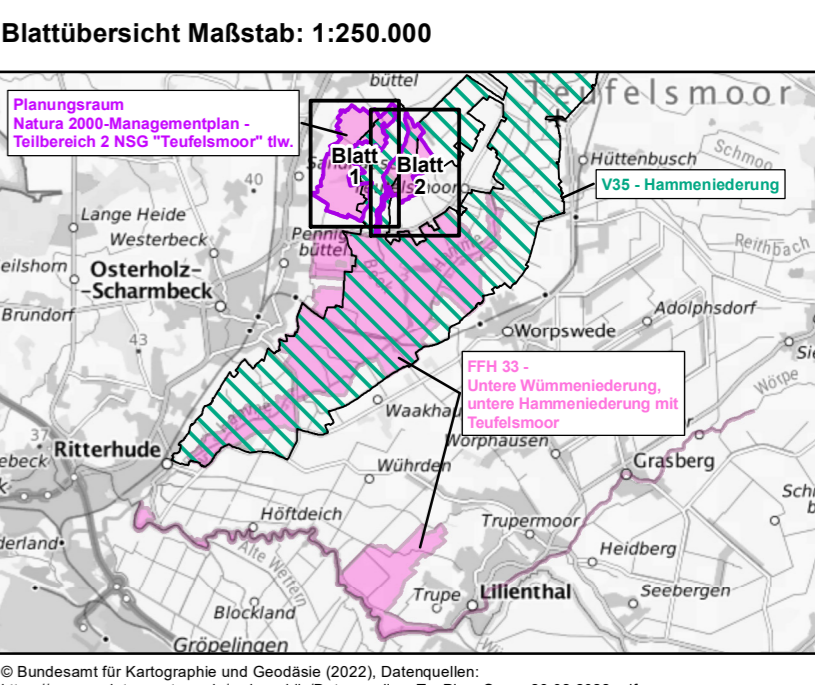 Blattübersicht Maßstab: 1:250.000
büttel
Teufelsmoor
Planungsraum
Natura 2000-Managementplan -
Teilbereich 2 NSG "Teufelsmoor" tlw.
Blatt
1
Blatt
2
Hüttenbusch
Schmoo
V35 - Hammeniederung
40
Lange Heide
Westerbeck
Pennig
büttel
Reithbach
eilshorn
Osterholz-
-Scharmbeck
Brundorf
43
Adolphsdorf
Worpswede
Sie
FFH 33 -
Untere Wümmeniederung,
untere Hammeniederung mit
Teufelsmoor
Wörpe
Waakhau
Hamme
37
Ritterhude
ebeck
k
Worphausen
r
Würhden
Grasberg
Höftdeich
Schl
b
derland
Trupermoor
Alte Wettern
Heidberg
Trupe
Lilienthal
Seebergen
Blockland
Gröpelingen
© Bundesamt für Kartographie und Geodäsie (2022), Datenquellen: